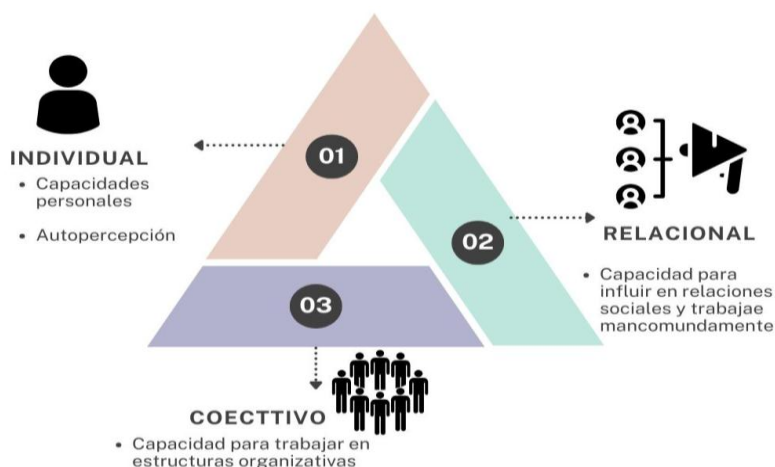 01
INDIVIDUAL
• Capacidades
personales
• Autopercepción
02
RELACIONAL
• Capacidad para
influir en relaciones
sociales y trabajae
mancomundamente
03
COECTTIVO
• Capacidad para trabajar en
estructuras organizativas